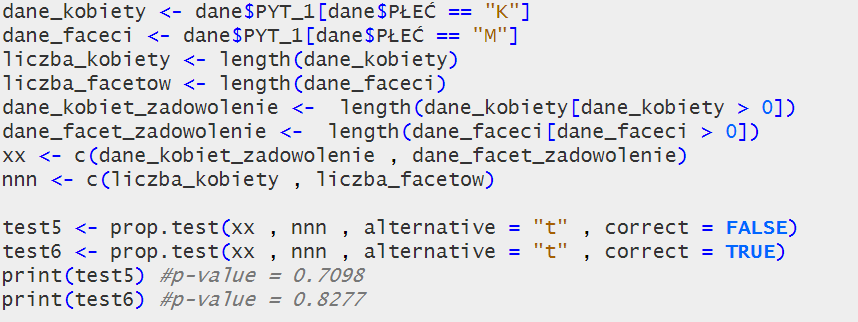 dane_kobiety <- dane$PYT_1[dane$PŁEĆ == "K"]
dane_faceci <- dane$PYT_1[dane$PŁEĆ == "M"]
liczba_kobiety <- length(dane_kobiety)
liczba_facetow <- length(dane_faceci)
dane_kobiet_zadowolenie <-  length(dane_kobiety[dane_kobiety > 0])
dane_facet_zadowolenie <-  length(dane_faceci[dane_faceci > 0])
xx <- c(dane_kobiet_zadowolenie , dane_facet_zadowolenie)
nnn <- c(liczba_kobiety , liczba_facetow)
test5 <- prop.test(xx , nnn , alternative = "t" , correct = FALSE)
test6 <- prop.test(xx , nnn , alternative = "t" , correct = TRUE)
print(test5) #p-value = 0.7098
print(test6) #p-value = 0.8277